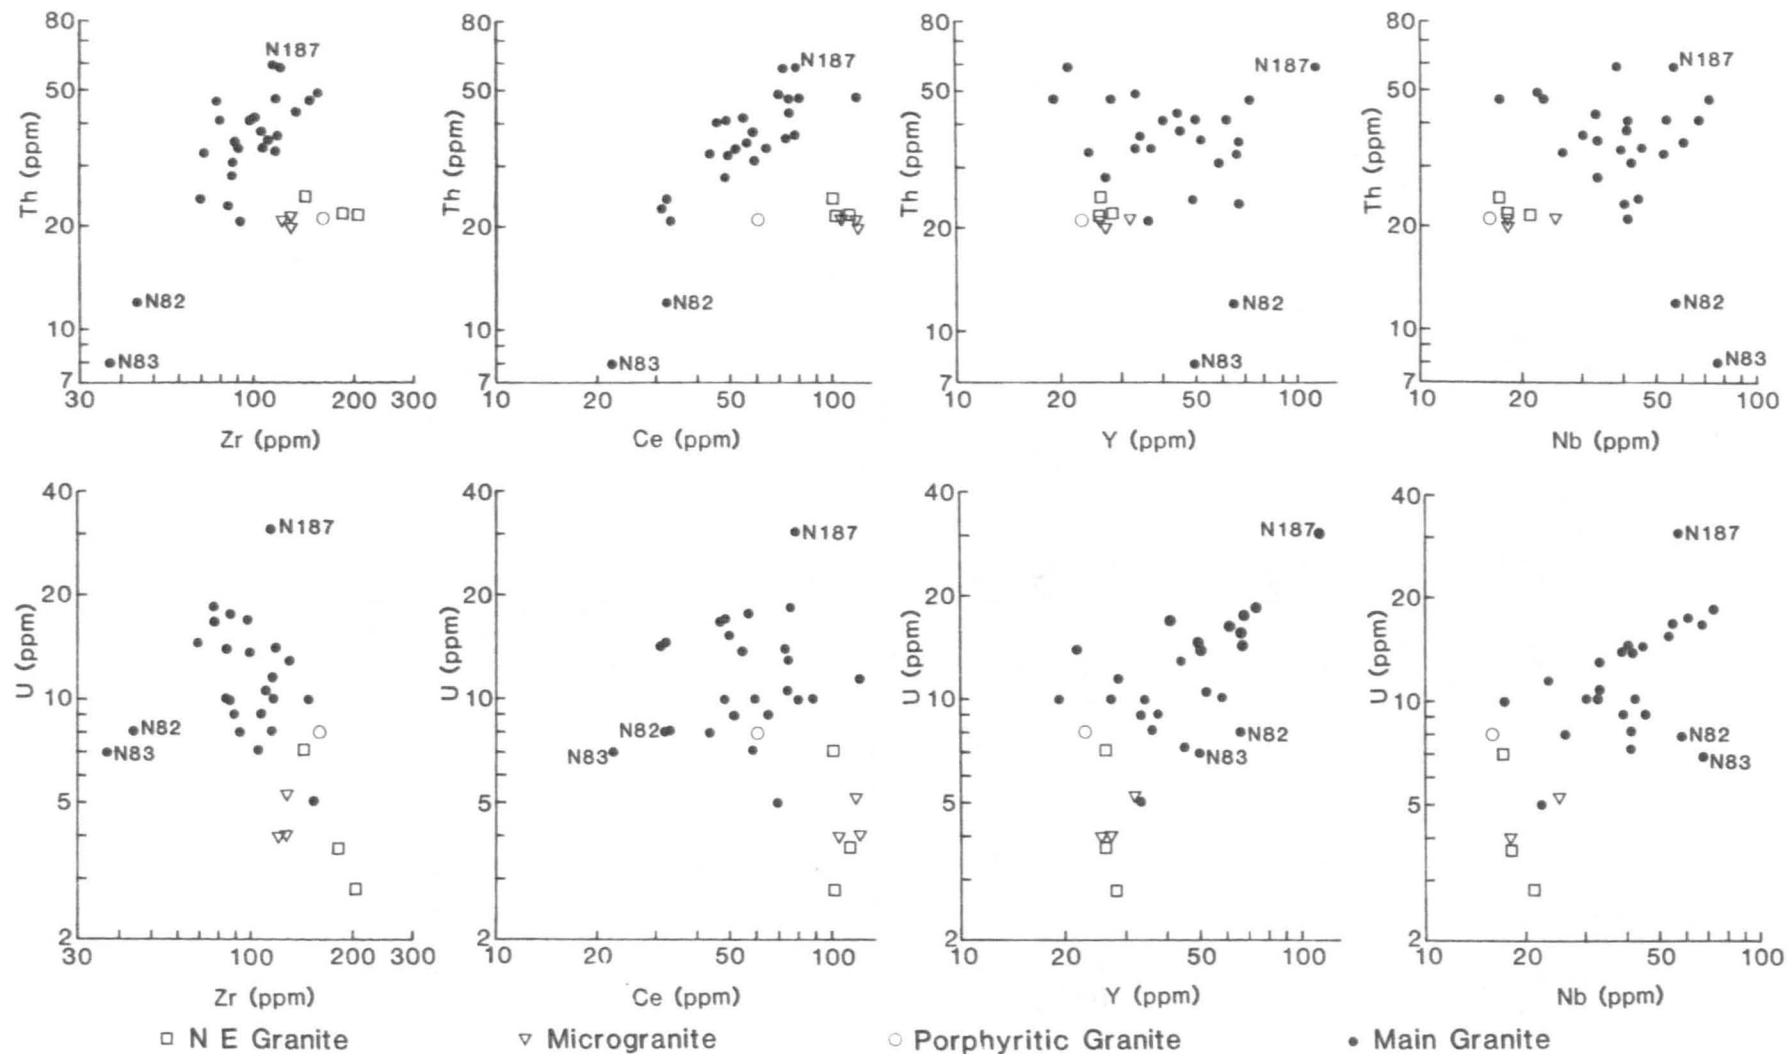 80
50
20
10
7
Th (ppm)
N187
N82
N83
30
100
200
300
Zr (ppm)
80
50
20
10
7
Th (ppm)
N187
N82
N83
10
20
50
100
Ce (ppm)
80
50
20
10
7
Th (ppm)
N187
N82
N83
10
20
50
100
Y (ppm)
80
50
20
10
7
Th (ppm)
N187
N82
N83
10
20
50
100
Nb (ppm)
40
20
10
5
2
U (ppm)
N187
N82
N83
30
100
200
300
Zr (ppm)
40
20
10
5
2
U (ppm)
N187
N82
N83
10
20
50
100
Ce (ppm)
40
20
10
5
2
U (ppm)
N187
N82
N83
10
20
50
100
Y (ppm)
40
20
10
5
2
U (ppm)
N187
N82
N83
10
20
50
100
Nb (ppm)
N E Granite
Microgranite
Porphyritic Granite
Main Granite